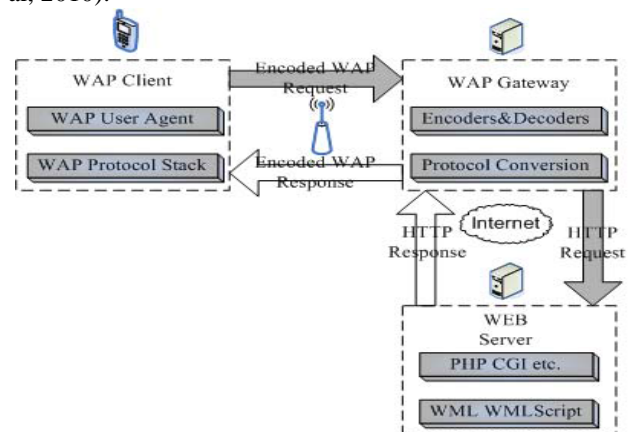 al, 2010).
WAP Client
WAP User Agent
WAP Protocol Stack
Encoded WAP
Request
Encoded WAP
Response
WAP Gateway
Encoders&Decoders
Protocol Conversion
HTTP
Response
Internet
HTTP
Request
WEB
Server
PHP CGI etc.
WML WMLScript